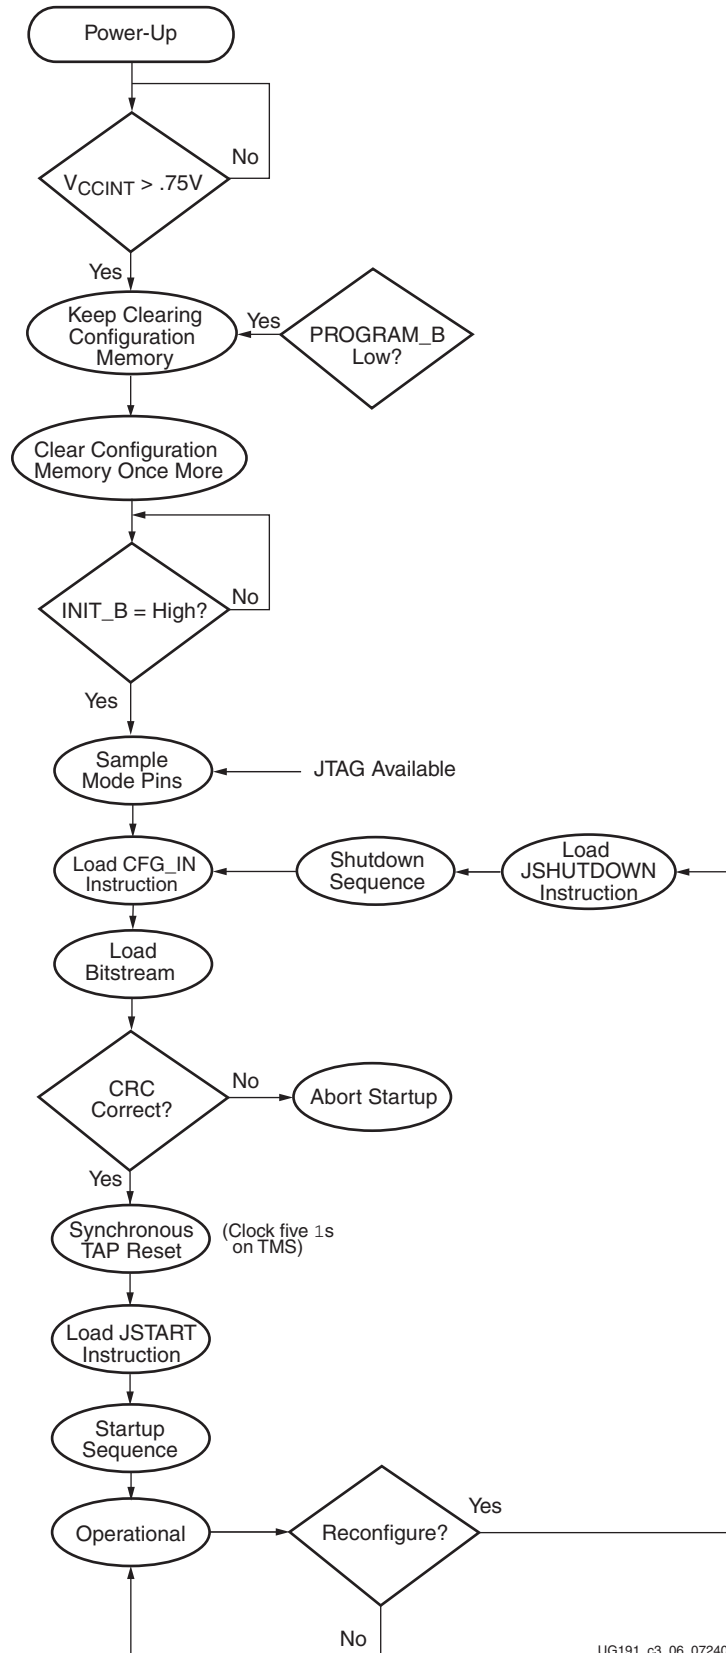 Power-Up
No
VCCINT > .75V
Yes
Keep Clearing
Configuration
Memory
Yes
PROGRAM_B
Low?
Clear Configuration
Memory Once More
No
INIT_B = High?
Yes
Sample
Mode Pins
JTAG Available
Load CFG_IN
Instruction
Shutdown
Sequence
Load
JSHUTDOWN
Instruction
Load
Bitstream
CRC
Correct?
No
Abort Startup
Yes
Synchronous
TAP Reset
(Clock five 1s
on TMS)
Load JSTART
Instruction
Startup
Sequence
Operational
Reconfigure?
Yes
No
UG191_c3_06_07240